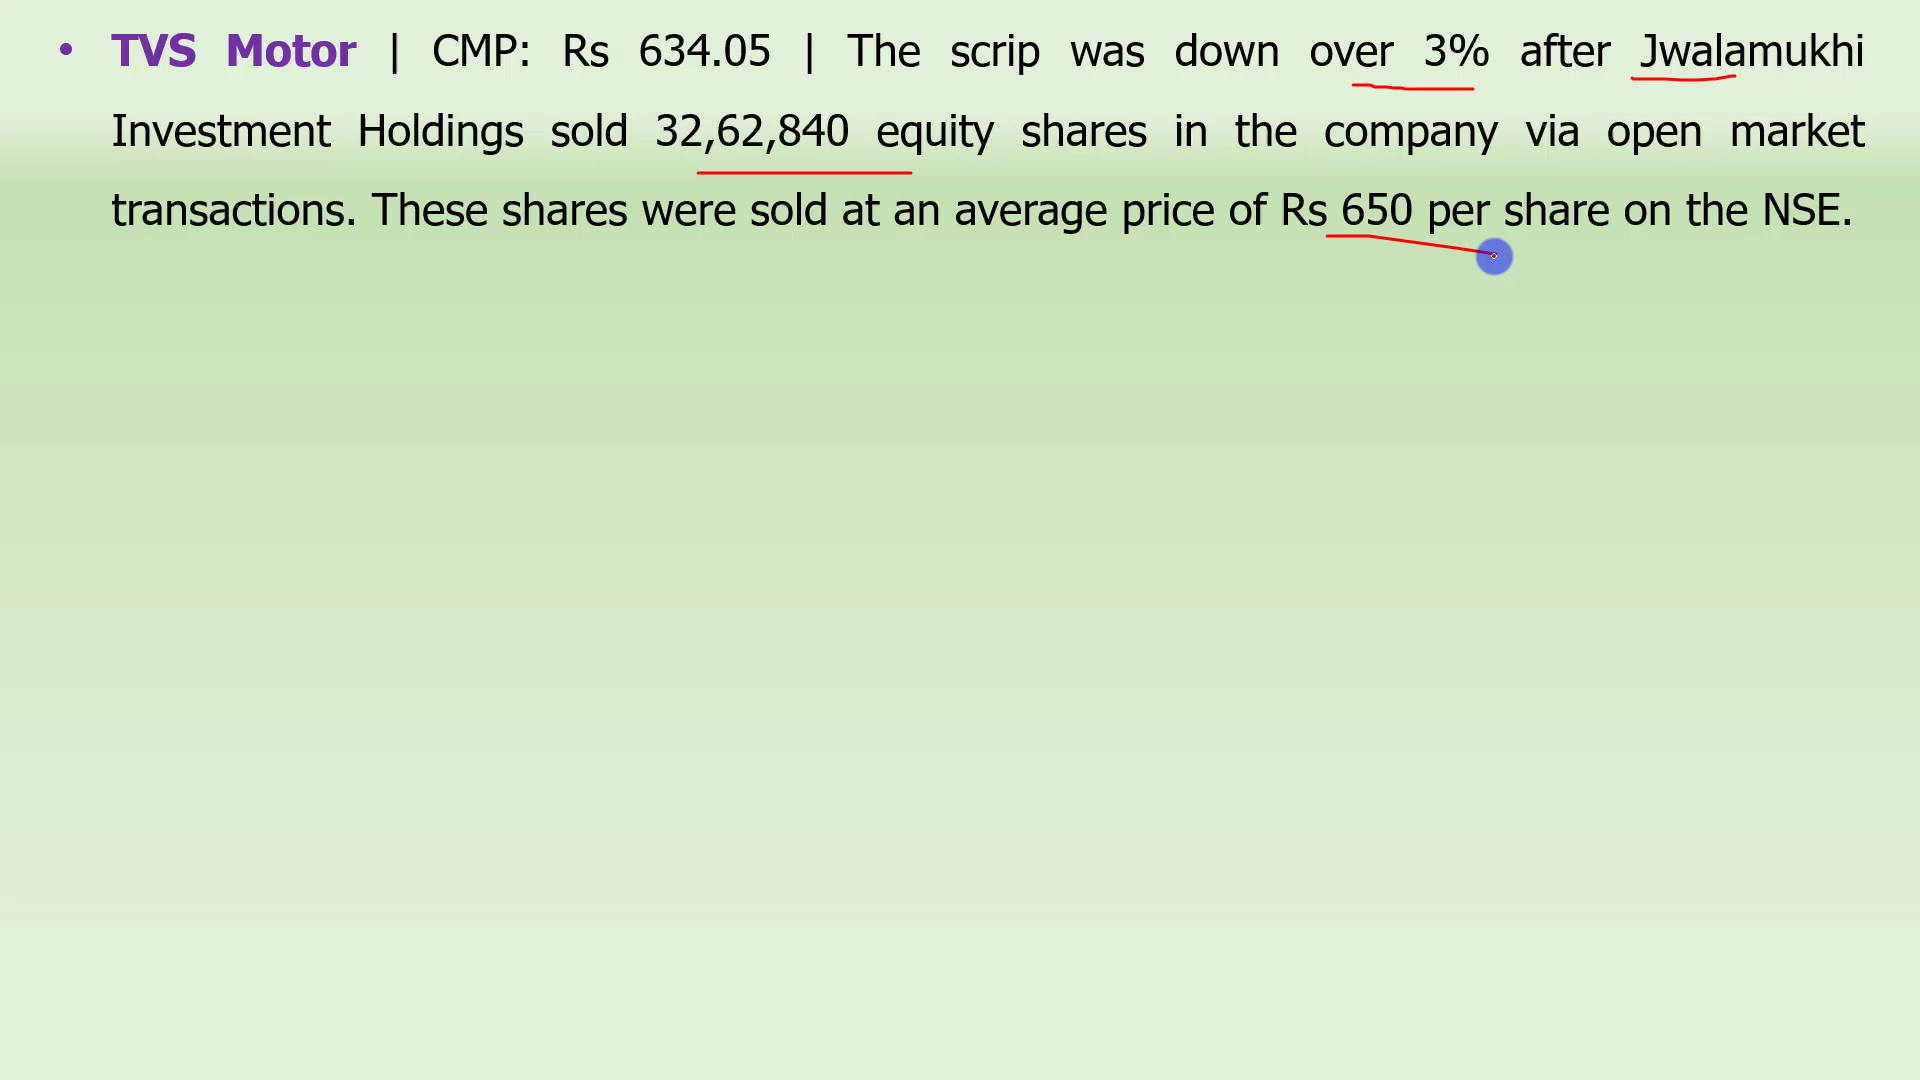 • TVS Motor | CMP: Rs 634.05 | The scrip was down over 3% after Jwalamukhi
Investment Holdings sold 32,62,840 equity shares in the company via open market
transactions. These shares were sold at an average price of Rs 650 per share on the NSE.